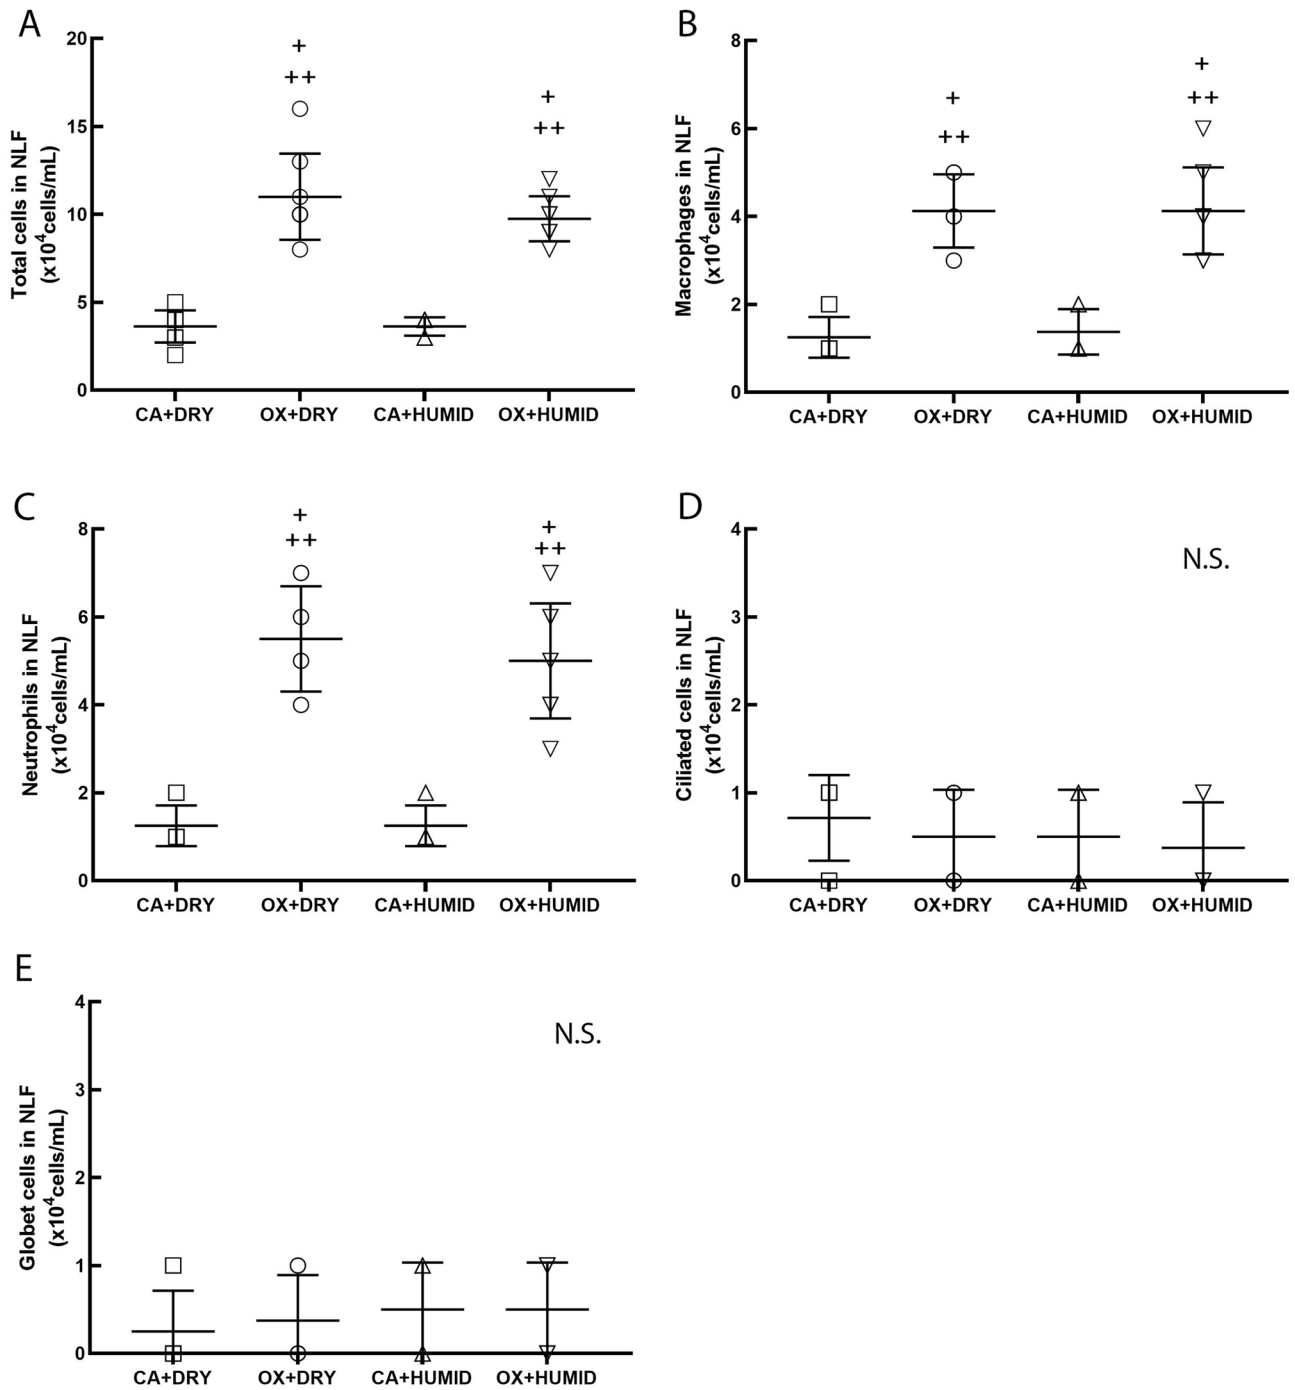 A
Total cells in NLF
(x10⁴cells/mL)
20
15
10
5
0
+
++
+
++
CA+DRY OX+DRY CA+HUMID OX+HUMID
B
Macrophages in NLF
(x10⁴cells/mL)
8
6
4
2
0
+
++
+
++
CA+DRY OX+DRY CA+HUMID OX+HUMID
C
Neutrophils in NLF
(x10⁴cells/mL)
8
6
4
2
0
+
++
+
++
CA+DRY OX+DRY CA+HUMID OX+HUMID
D
Ciliated cells in NLF
(x10⁴cells/mL)
4
3
2
1
0
N.S.
CA+DRY OX+DRY CA+HUMID OX+HUMID
E
Globet cells in NLF
(x10⁴cells/mL)
4
3
2
1
0
N.S.
CA+DRY OX+DRY CA+HUMID OX+HUMID